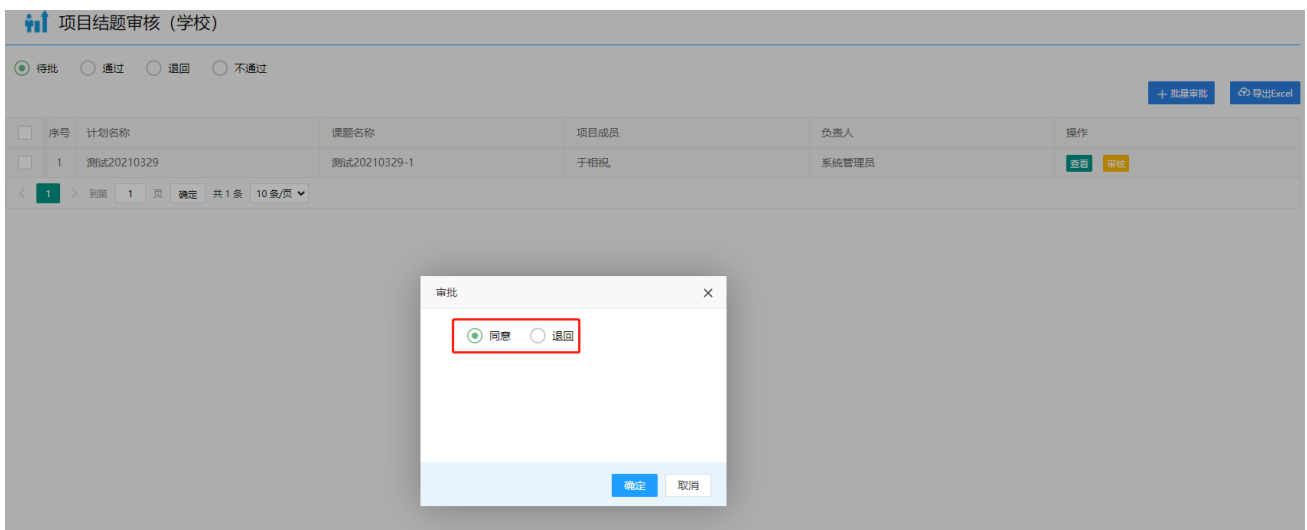 项目结题审核（学校）
待批 通过 退回 不通过
批量审批 导出Excel
序号 计划名称 课题名称 项目成员 负责人 操作
1 测试20210329 测试20210329-1 于相祝, 系统管理员 查看 审核
1 到第 1 页 确定 共1条 10条/页
审批
同意 退回
确定 取消